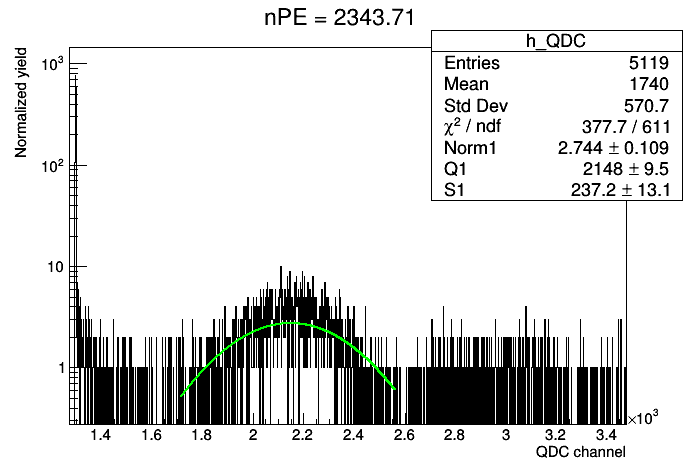 nPE = 2343.71
h_QDC
Entries 5119
Mean 1740
Std Dev 570.7
χ² / ndf 377.7 / 611
Norm1 2.744 ± 0.109
Q1 2148 ± 9.5
S1 237.2 ± 13.1
Normalized yield
10³
10²
10
1
1.4 1.6 1.8 2 2.2 2.4 2.6 2.8 3 3.2 3.4
×10³
QDC channel